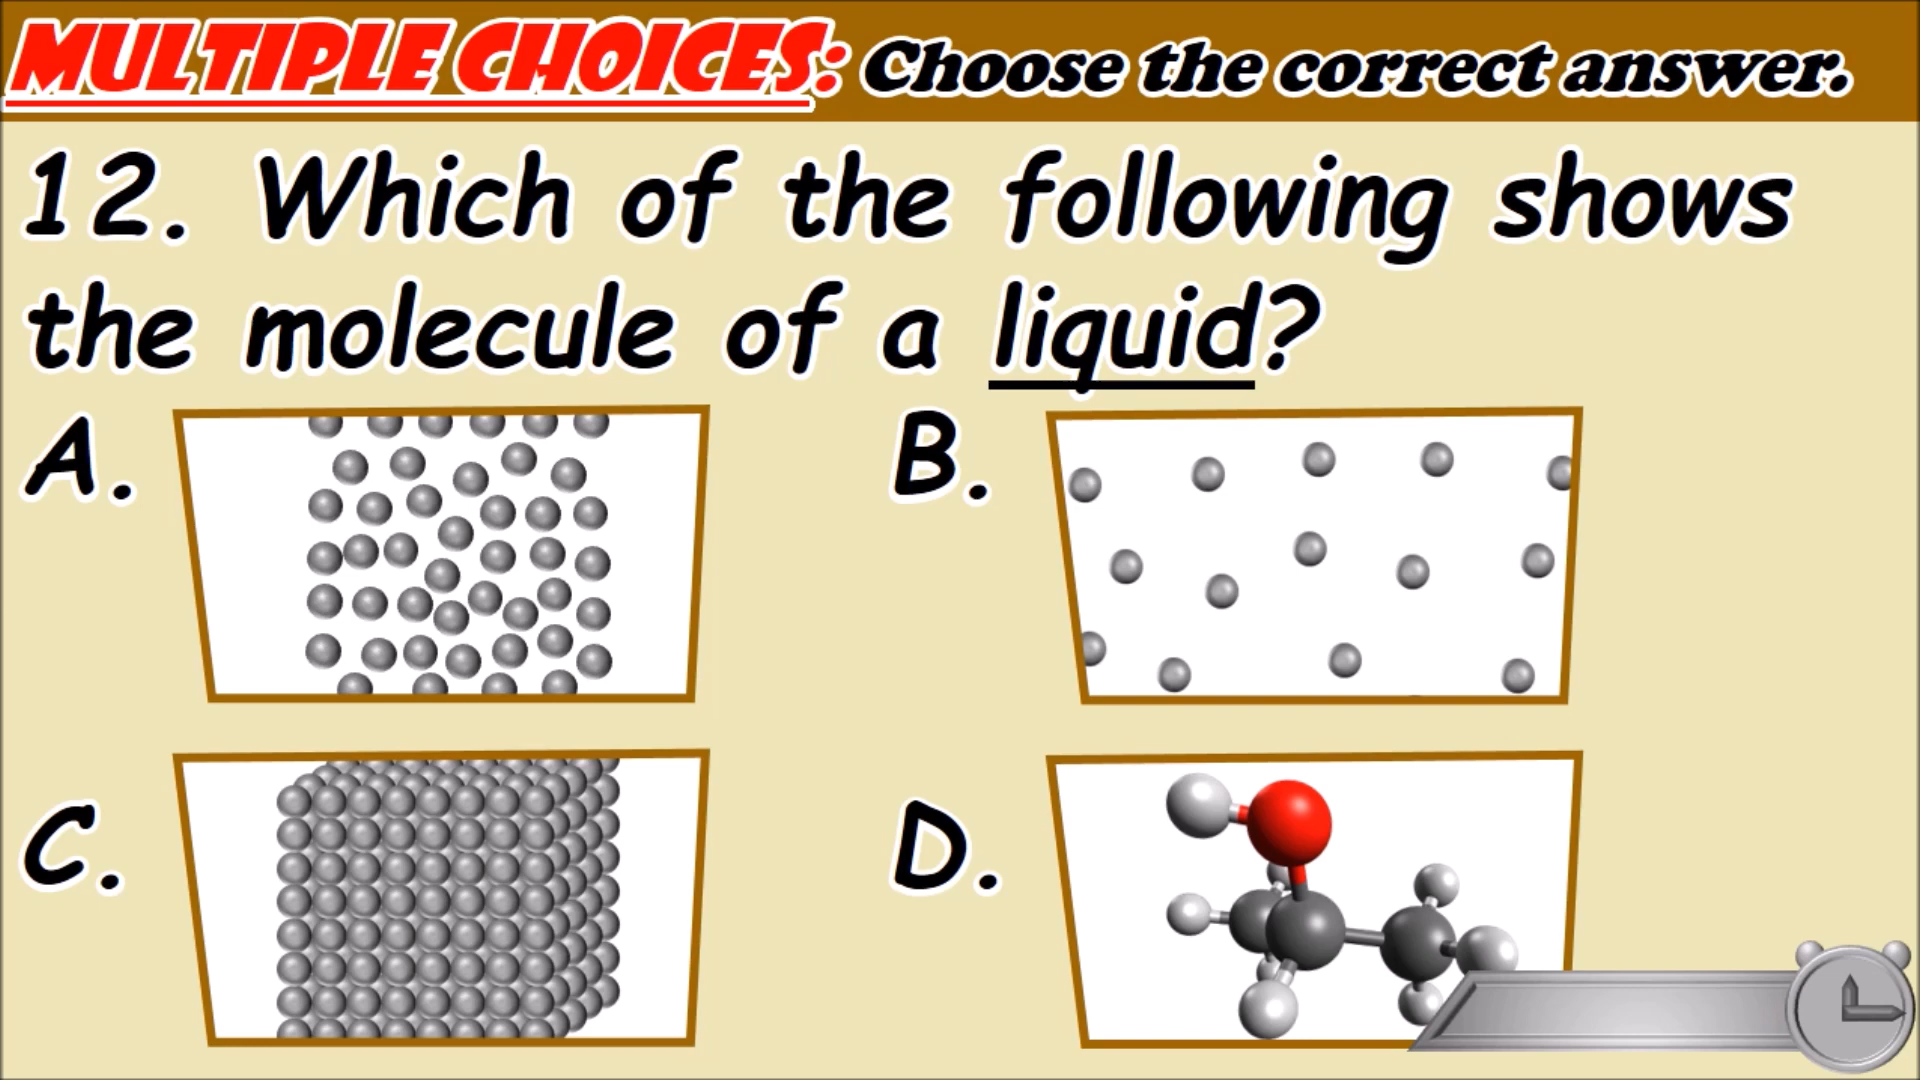 MULTIPLE CHOICES: Choose the correct answer.
12. Which of the following shows
the molecule of a liquid?
A.
B.
C.
D.